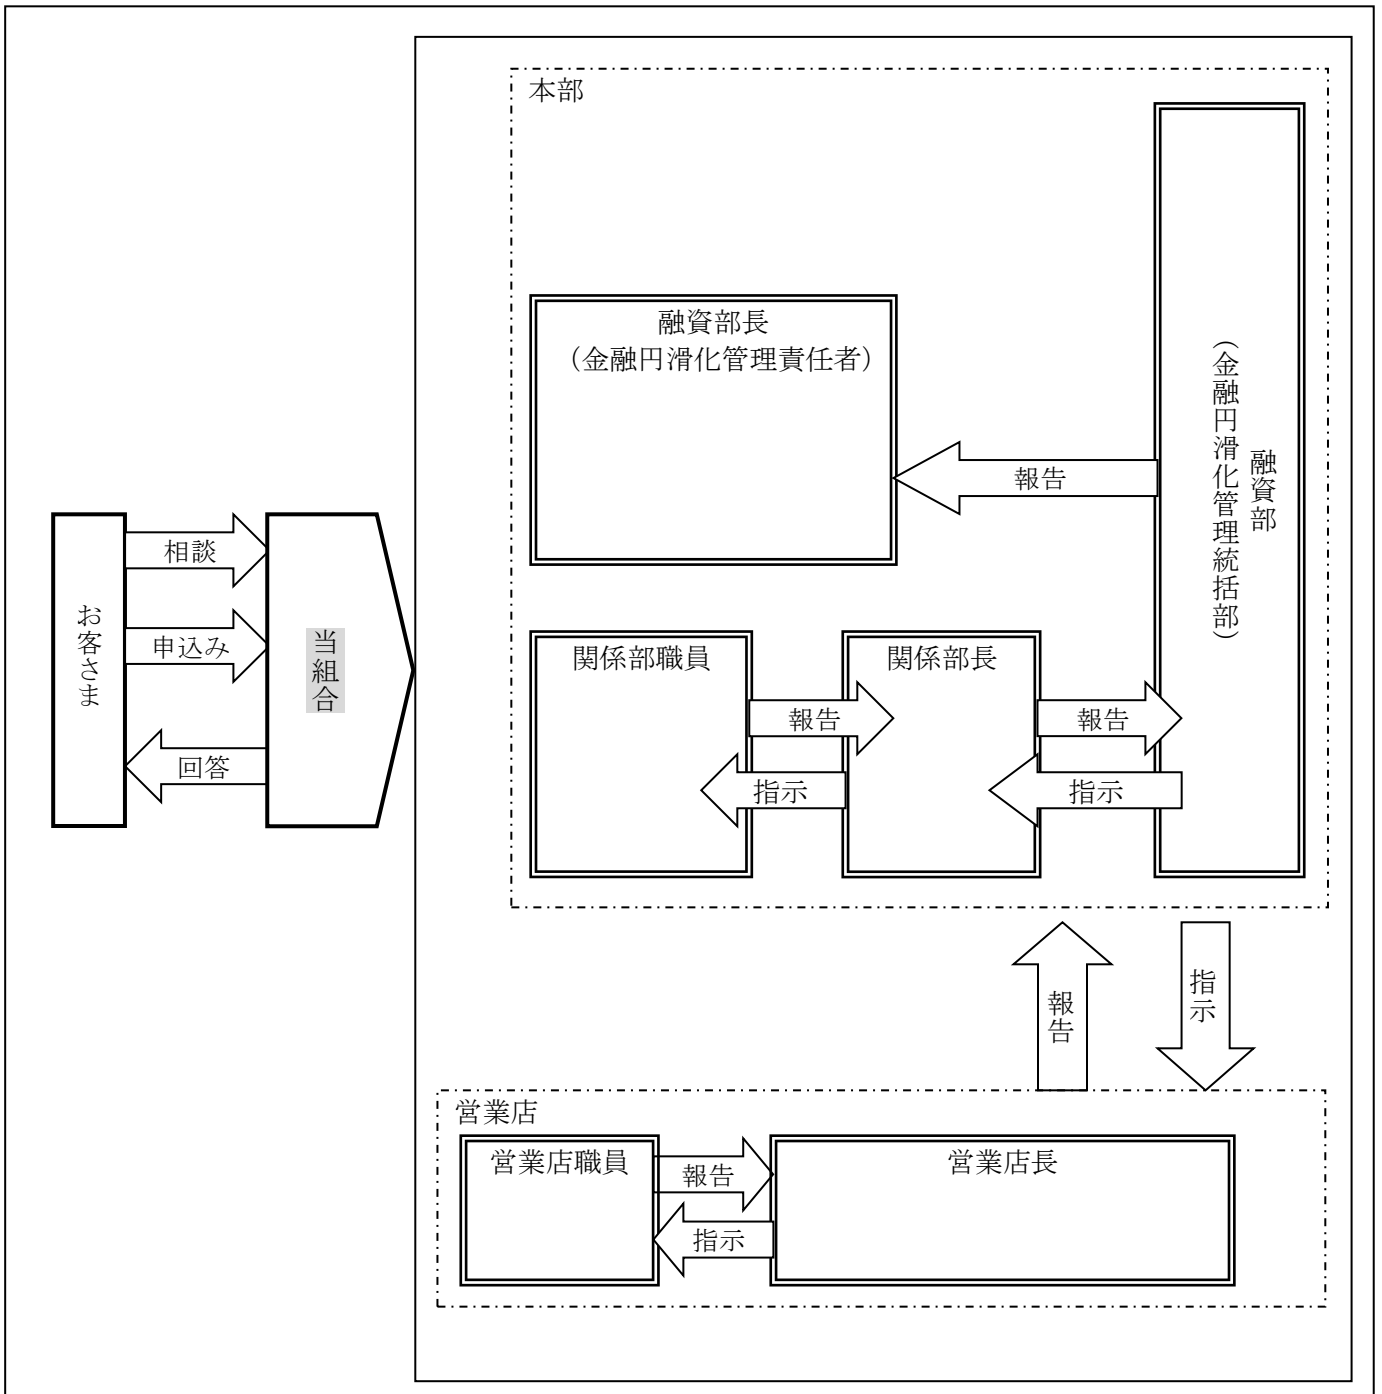 本部
融資部長
（金融円滑化管理責任者）
融資部
（金融円滑化管理統括部）
報告
お客さま
相談
申込み
回答
当組合
関係部職員
報告
指示
関係部長
報告
指示
報告
指示
営業店
営業店職員
報告
指示
営業店長